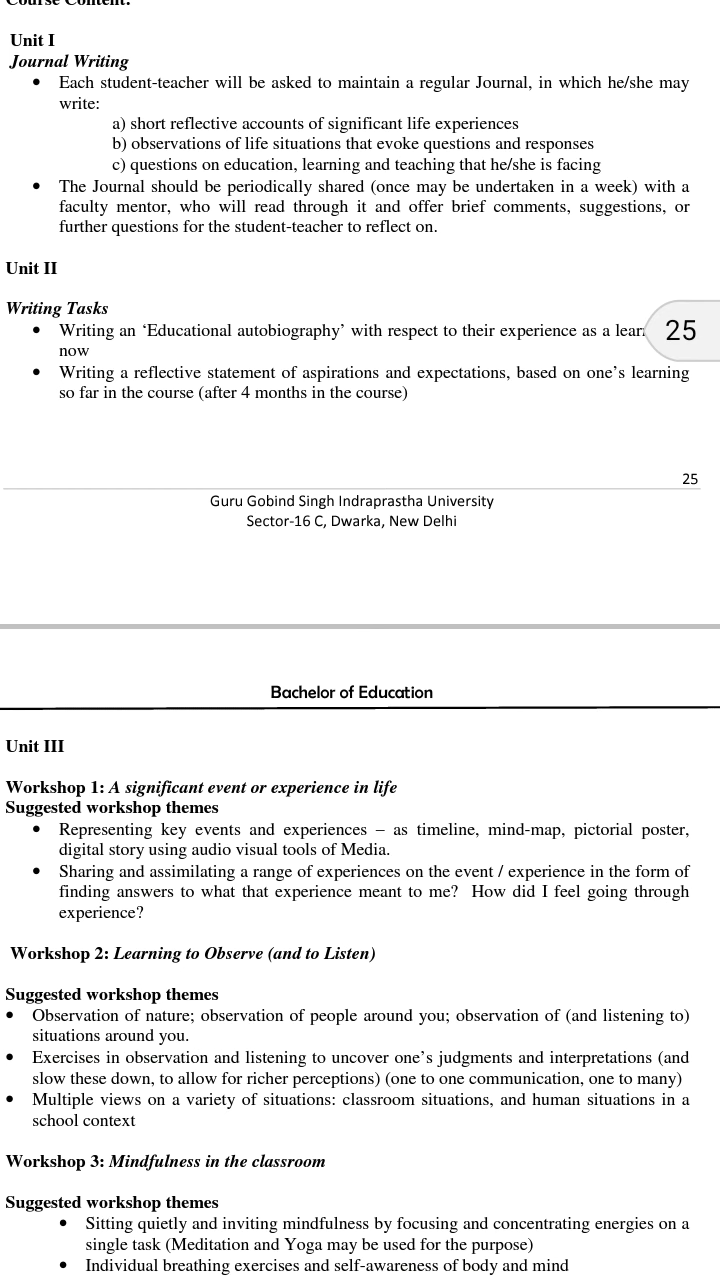 Course Content:
Unit I
Journal Writing
• Each student-teacher will be asked to maintain a regular Journal, in which he/she may
write:
a) short reflective accounts of significant life experiences
b) observations of life situations that evoke questions and responses
c) questions on education, learning and teaching that he/she is facing
• The Journal should be periodically shared (once may be undertaken in a week) with a
faculty mentor, who will read through it and offer brief comments, suggestions, or
further questions for the student-teacher to reflect on.
Unit II
Writing Tasks
• Writing an ‘Educational autobiography’ with respect to their experience as a
25
now
• Writing a reflective statement of aspirations and expectations, based on one’s learning
so far in the course (after 4 months in the course)
25
Guru Gobind Singh Indraprastha University
Sector-16 C, Dwarka, New Delhi
Bachelor of Education
Unit III
Workshop 1: A significant event or experience in life
Suggested workshop themes
• Representing key events and experiences – as timeline, mind-map, pictorial poster,
digital story using audio visual tools of Media.
• Sharing and assimilating a range of experiences on the event / experience in the form of
finding answers to what that experience meant to me? How did I feel going through
experience?
Workshop 2: Learning to Observe (and to Listen)
Suggested workshop themes
• Observation of nature; observation of people around you; observation of (and listening to)
situations around you.
• Exercises in observation and listening to uncover one’s judgments and interpretations (and
slow these down, to allow for richer perceptions) (one to one communication, one to many)
• Multiple views on a variety of situations: classroom situations, and human situations in a
school context
Workshop 3: Mindfulness in the classroom
Suggested workshop themes
• Sitting quietly and inviting mindfulness by focusing and concentrating energies on a
single task (Meditation and Yoga may be used for the purpose)
• Individual breathing exercises and self-awareness of body and mind